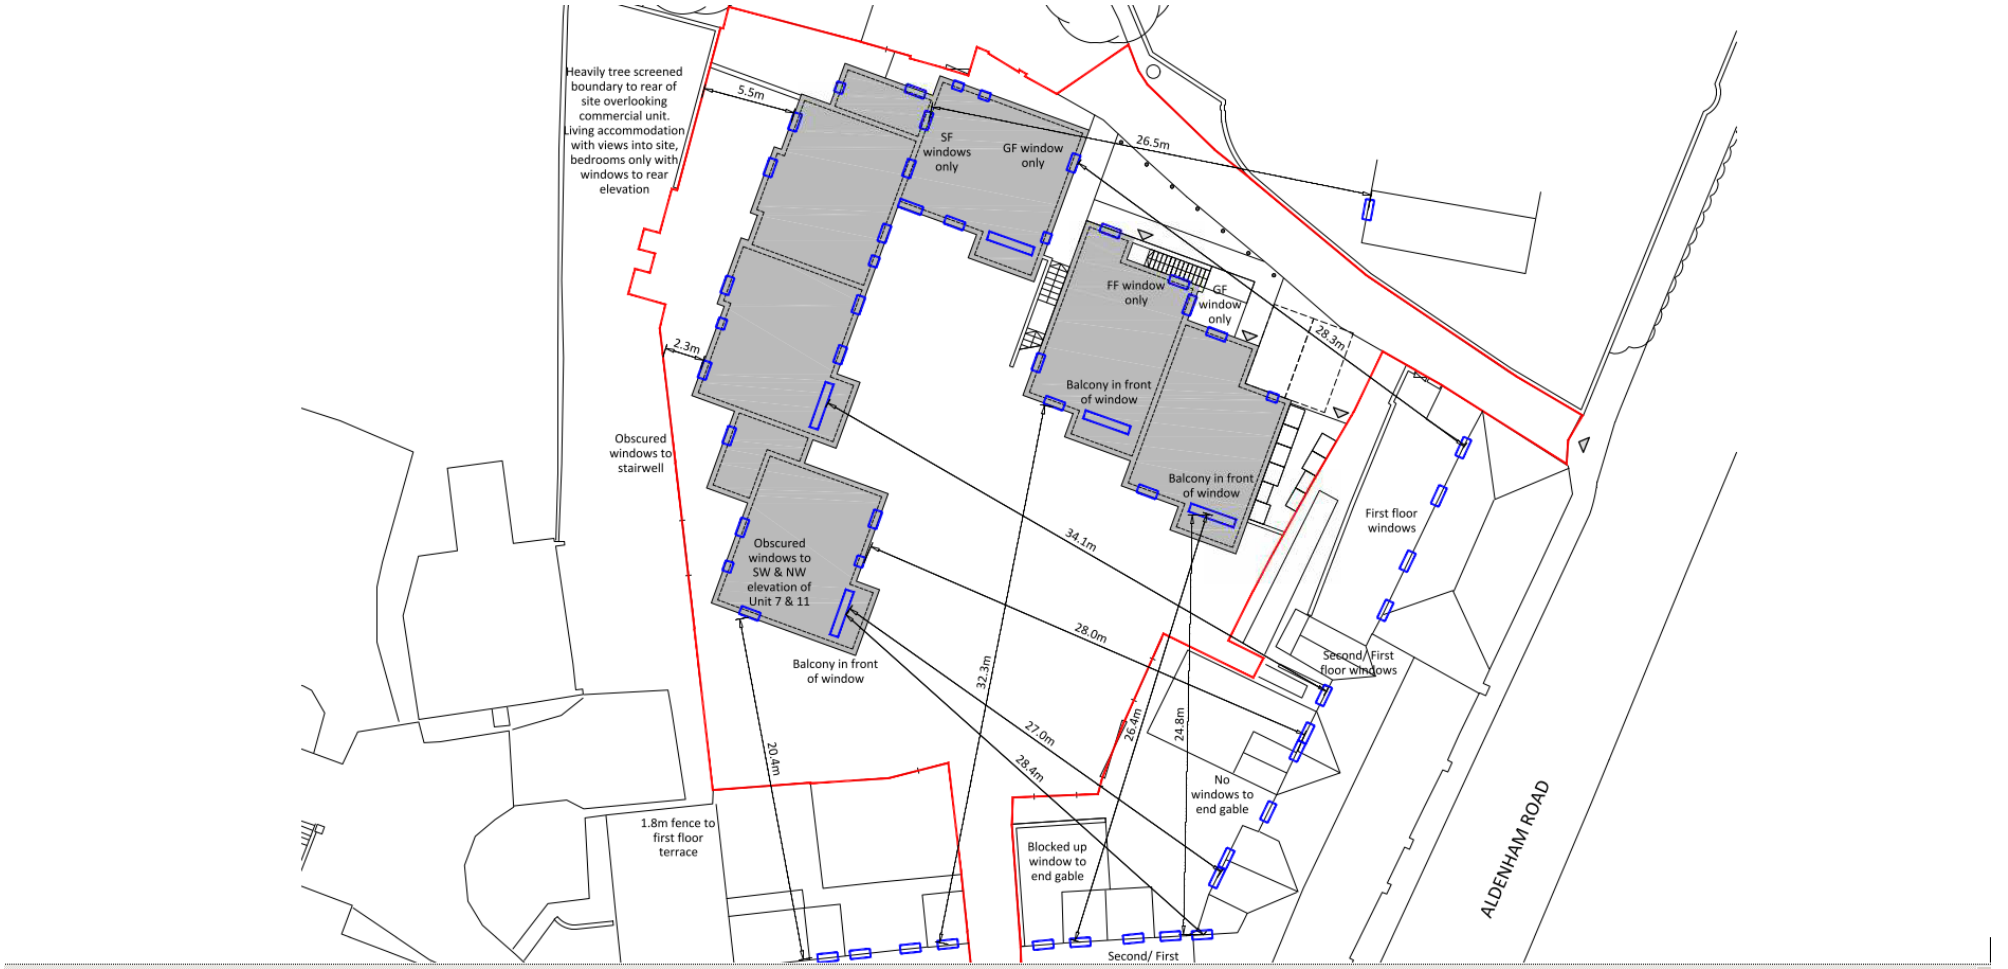 Heavily tree screened
boundary to rear of
site overlooking
commercial unit.
Living accommodation
with views into site,
bedrooms only with
windows to rear
elevation
5.5m
SF
windows
only
GF window
only
26.5m
FF window
only
GF
window
only
28.3m
2.3m
Balcony in front
of window
Obscured
windows to
stairwell
Balcony in front
of window
First floor
windows
34.1m
Obscured
windows to
SW & NW
elevation of
Unit 7 & 11
28.0m
Second/ First
floor windows
Balcony in front
of window
32.3m
27.0m
26.4m
24.8m
20.4m
28.4m
No
windows to
end gable
1.8m fence to
first floor
terrace
Blocked up
window to
end gable
ALDENHAM ROAD
Second/ First